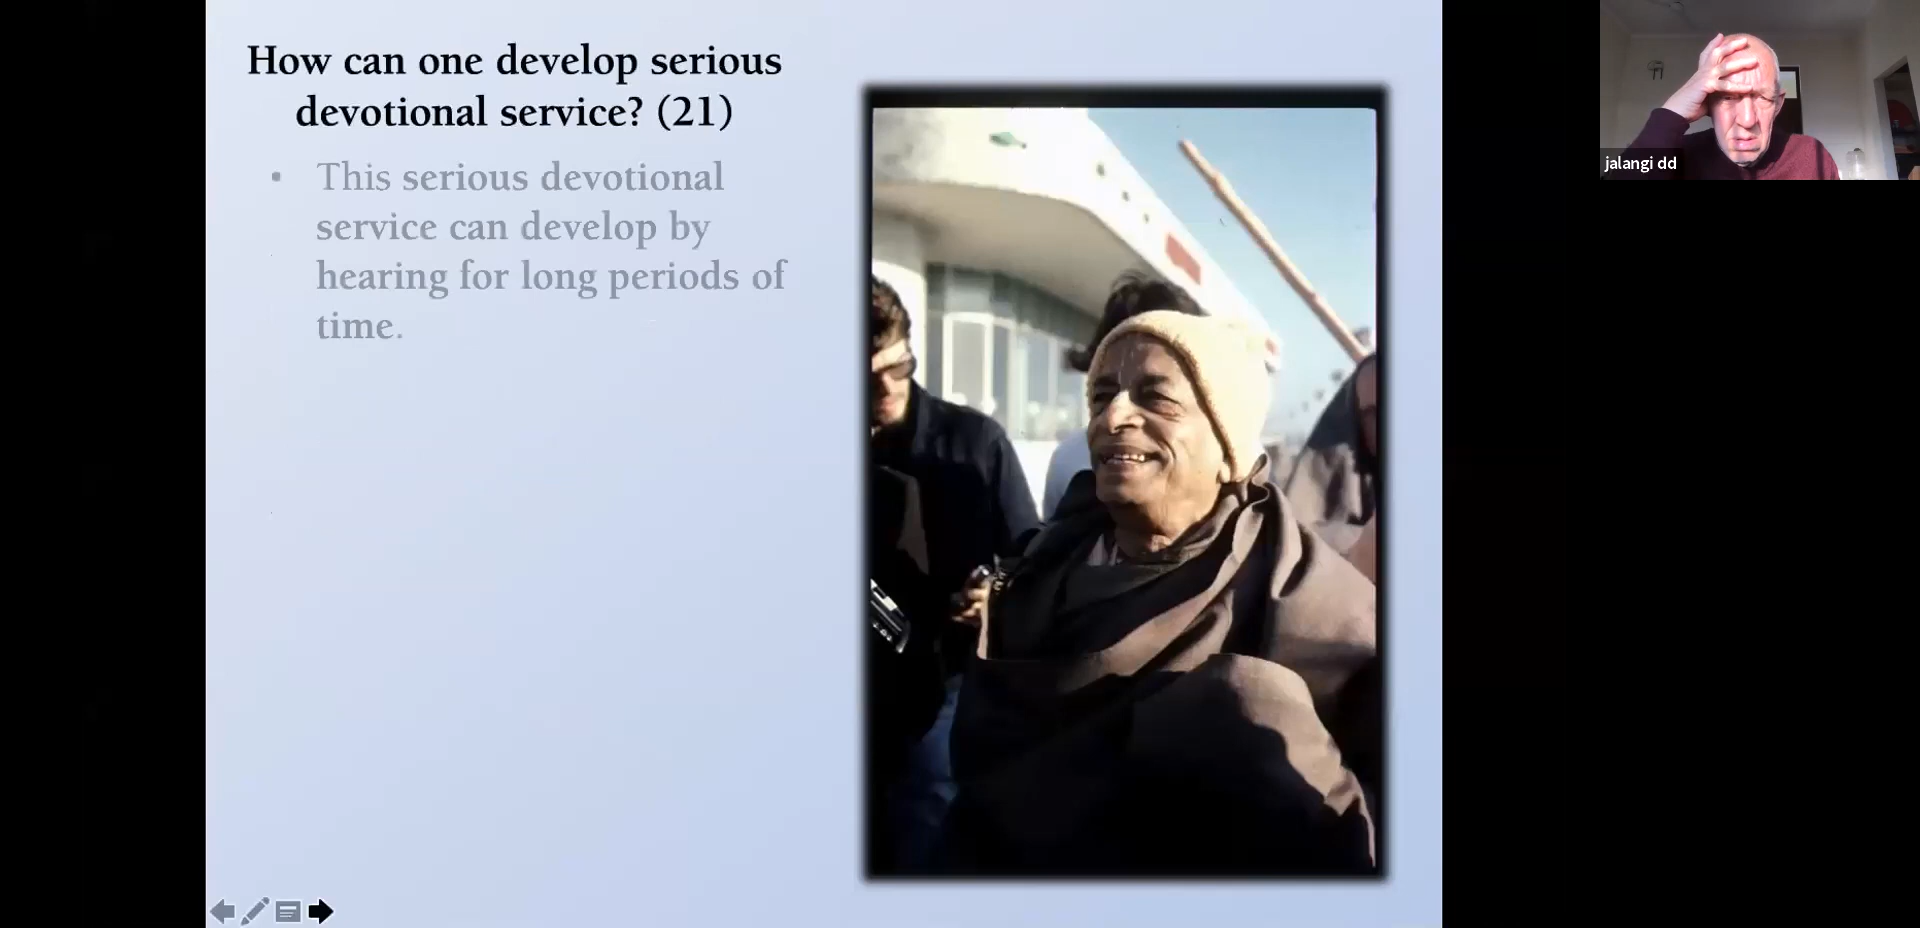 How can one develop serious
devotional service? (21)
• This serious devotional
service can develop by
hearing for long periods of
time.
jalangi dd